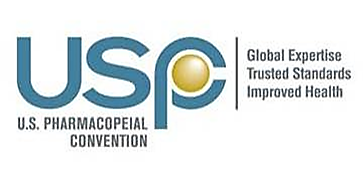 USP
U.S. PHARMACOPEIAL
CONVENTION
Global Expertise
Trusted Standards
Improved Health